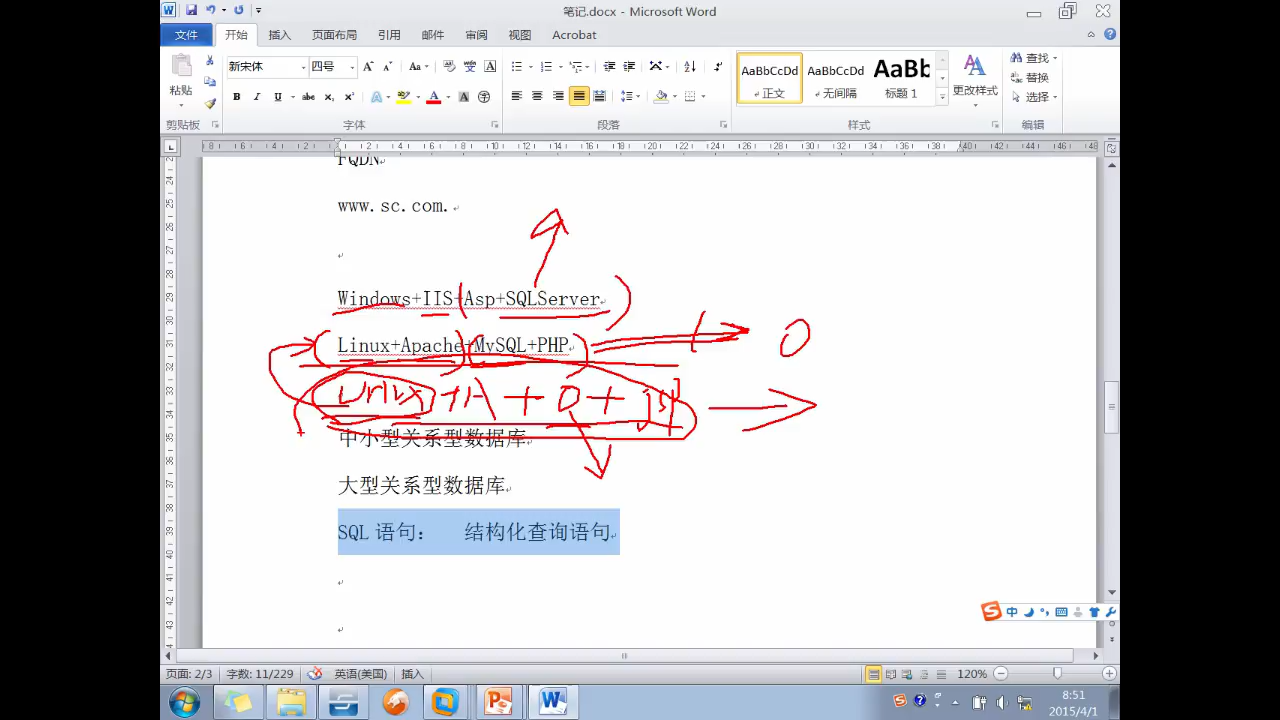 笔记.docx - Microsoft Word
文件 开始 插入 页面布局 引用 邮件 审阅 视图 Acrobat
新宋体 四号
粘贴
AaBbCcDd AaBbCcDd AaBb
正文 无间隔 标题 1
更改样式
查找
替换
选择
剪贴板 字体 段落 样式 编辑
FQDN
www.sc.com.
Windows+IIS+Asp+SQLServer
Linux+Apache+MySQL+PHP
Unix + A + O + jsp
中小型关系型数据库
大型关系型数据库
SQL 语句: 结构化查询语句
页面: 2/3 字数: 11/229 英语(美国) 插入 120%
8:51
2015/4/1